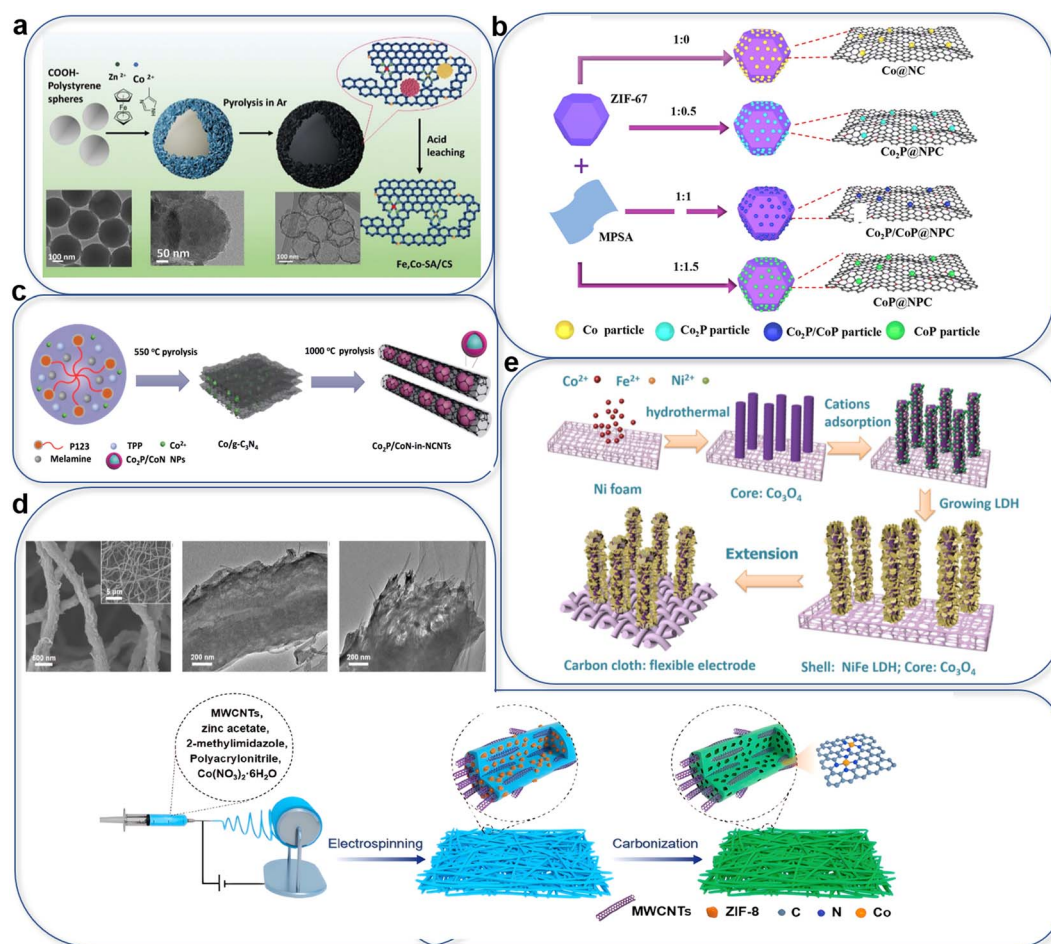 a
COOH-
Polystyrene
spheres
Zn 2+ Co 2+
Fe
Pyrolysis in Ar
Acid
leaching
100 nm
50 nm
100 nm
Fe,Co-SA/CS
b
1:0
Co@NC
ZIF-67
1:0.5
Co₂P@NPC
+
1:1
MPSA
Co₂P/CoP@NPC
1:1.5
CoP@NPC
Co particle
Co₂P particle
Co₂P/CoP particle
CoP particle
c
550 °C pyrolysis
1000 °C pyrolysis
Co/g-C₃N₄
Co₂P/CoN-in-NCNTs
P123
TPP
Co²⁺
Melamine
Co₂P/CoN NPs
e
Co²⁺ Fe²⁺ Ni²⁺
hydrothermal
Cations
adsorption
Ni foam
Core: Co₃O₄
Growing LDH
Extension
Carbon cloth: flexible electrode
Shell: NiFe LDH; Core: Co₃O₄
d
5 μm
600 nm
200 nm
200 nm
MWCNTs,
zinc acetate,
2-methylimidazole,
Polyacrylonitrile,
Co(NO₃)₂·6H₂O
Electrospinning
Carbonization
MWCNTs
ZIF-8
C
N
Co